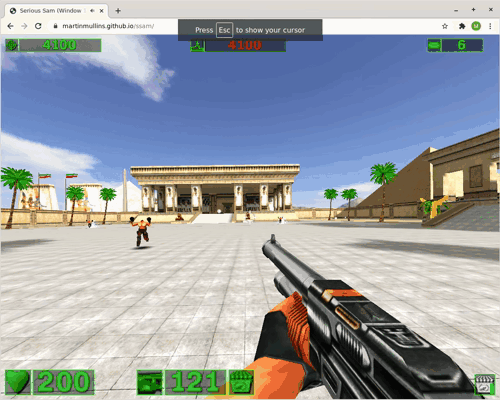 Serious Sam (Window
martinmullins.github.io/ssam/
M
Press Esc to show your cursor
4100
4100
6
200
121